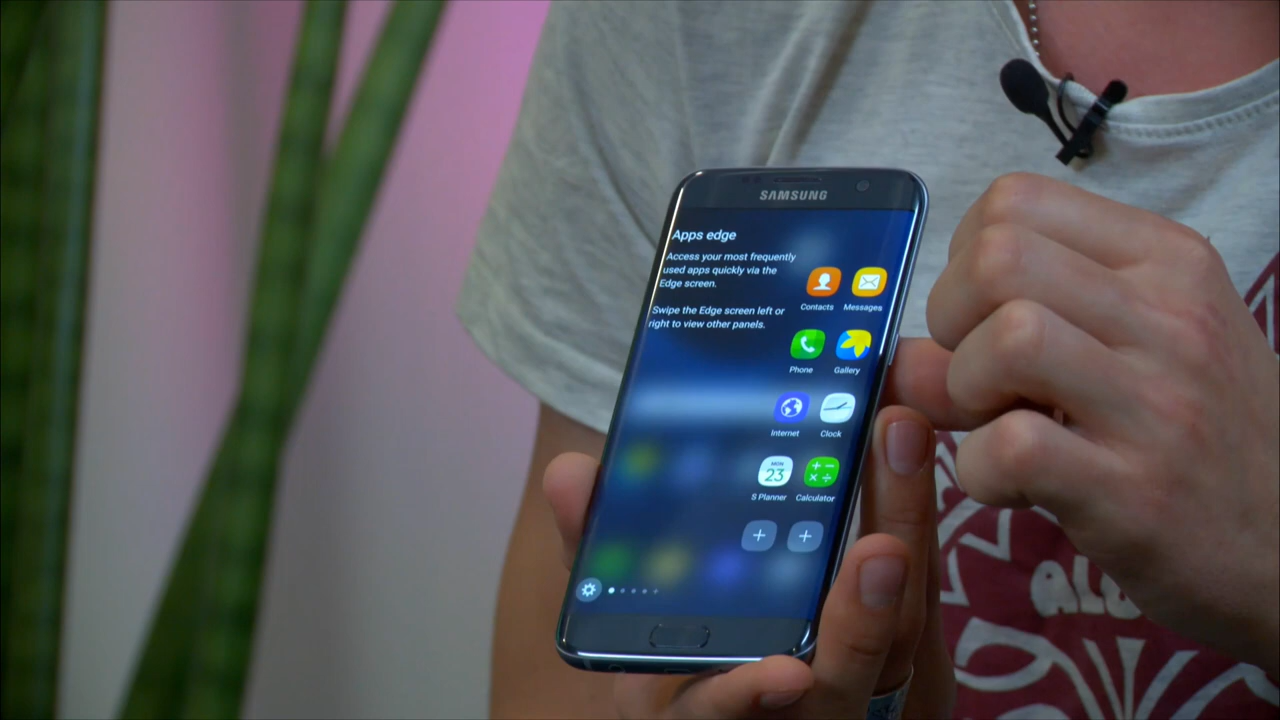 SAMSUNG
Apps edge
Access your most frequently
used apps quickly via the
Edge screen.
Swipe the Edge screen left or
right to view other panels.
Contacts
Messages
Phone
Gallery
Internet
Clock
MON
23
S Planner
Calculator